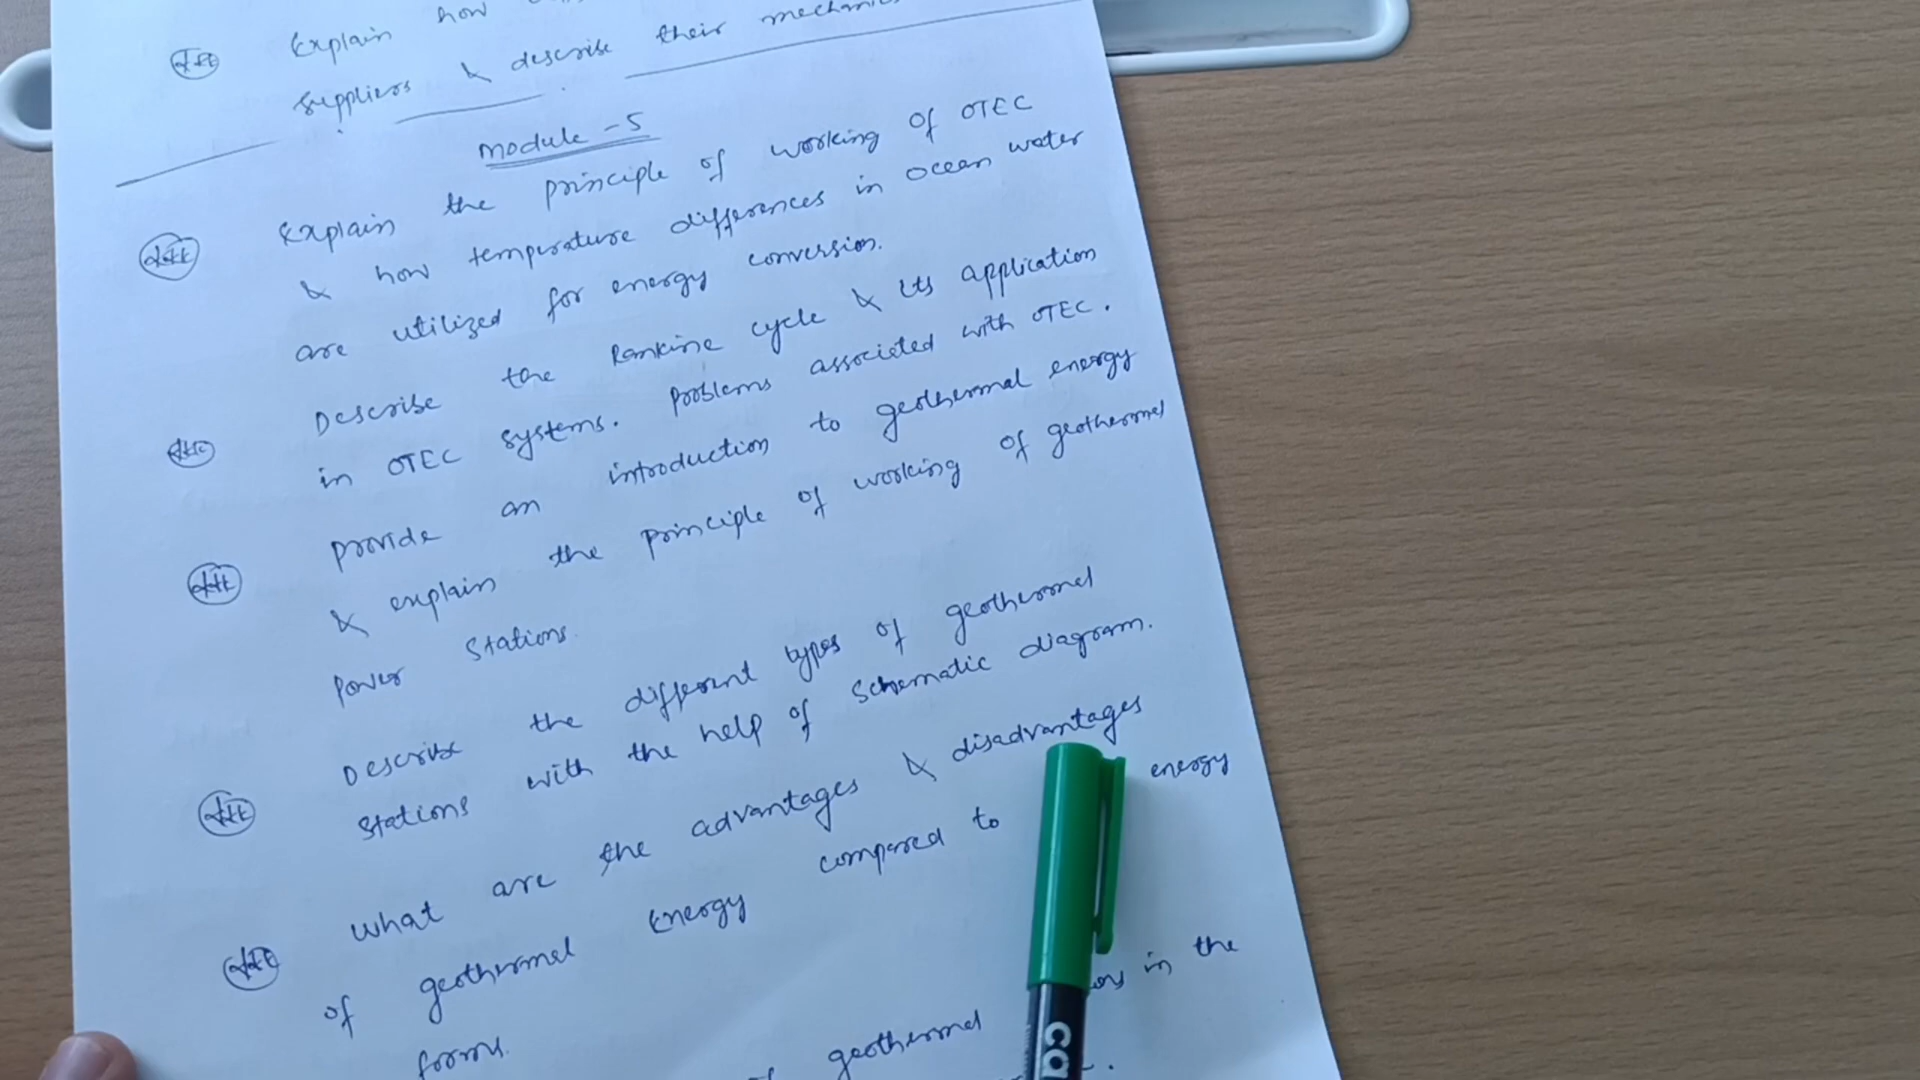 Explain how
suppliers & describe their mechani
Module - 5
Explain the principle of working of OTEC
& how temperature differences in ocean water
are utilized for energy conversion.
Describe the Rankine cycle & its application
in OTEC systems. Problems associated with OTEC.
Provide an introduction to geothermal energy
& explain the principle of working of geothermal
power stations.
Describe the different types of geothermal
stations with the help of schematic diagram.
What are the advantages & disadvantages
of geothermal energy compared to energy
forms.
geothermal in the
ca